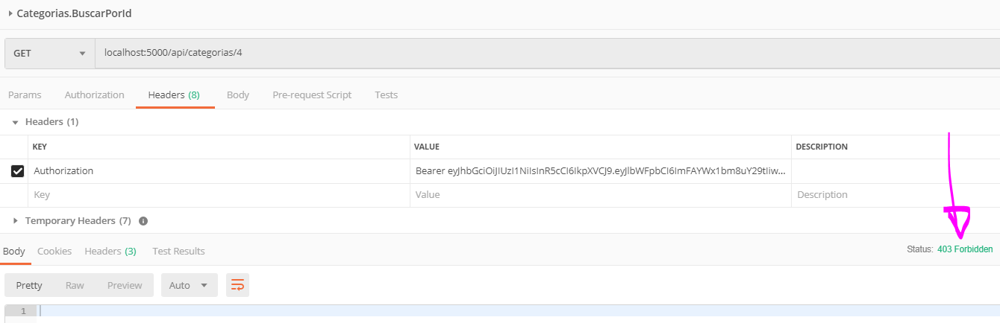 Categorias.BuscarPorId
GET localhost:5000/api/categorias/4
Params Authorization Headers (8) Body Pre-request Script Tests
Headers (1)
KEY VALUE DESCRIPTION
Authorization Bearer eyJhbGciOiJIUzI1NiIsInR5cCI6IkpXVCJ9.eyJlbWFpbCI6ImFAYWx1bm8uY29tIiw...
Key Value Description
Temporary Headers (7)
Body Cookies Headers (3) Test Results Status: 403 Forbidden
Pretty Raw Preview Auto
1